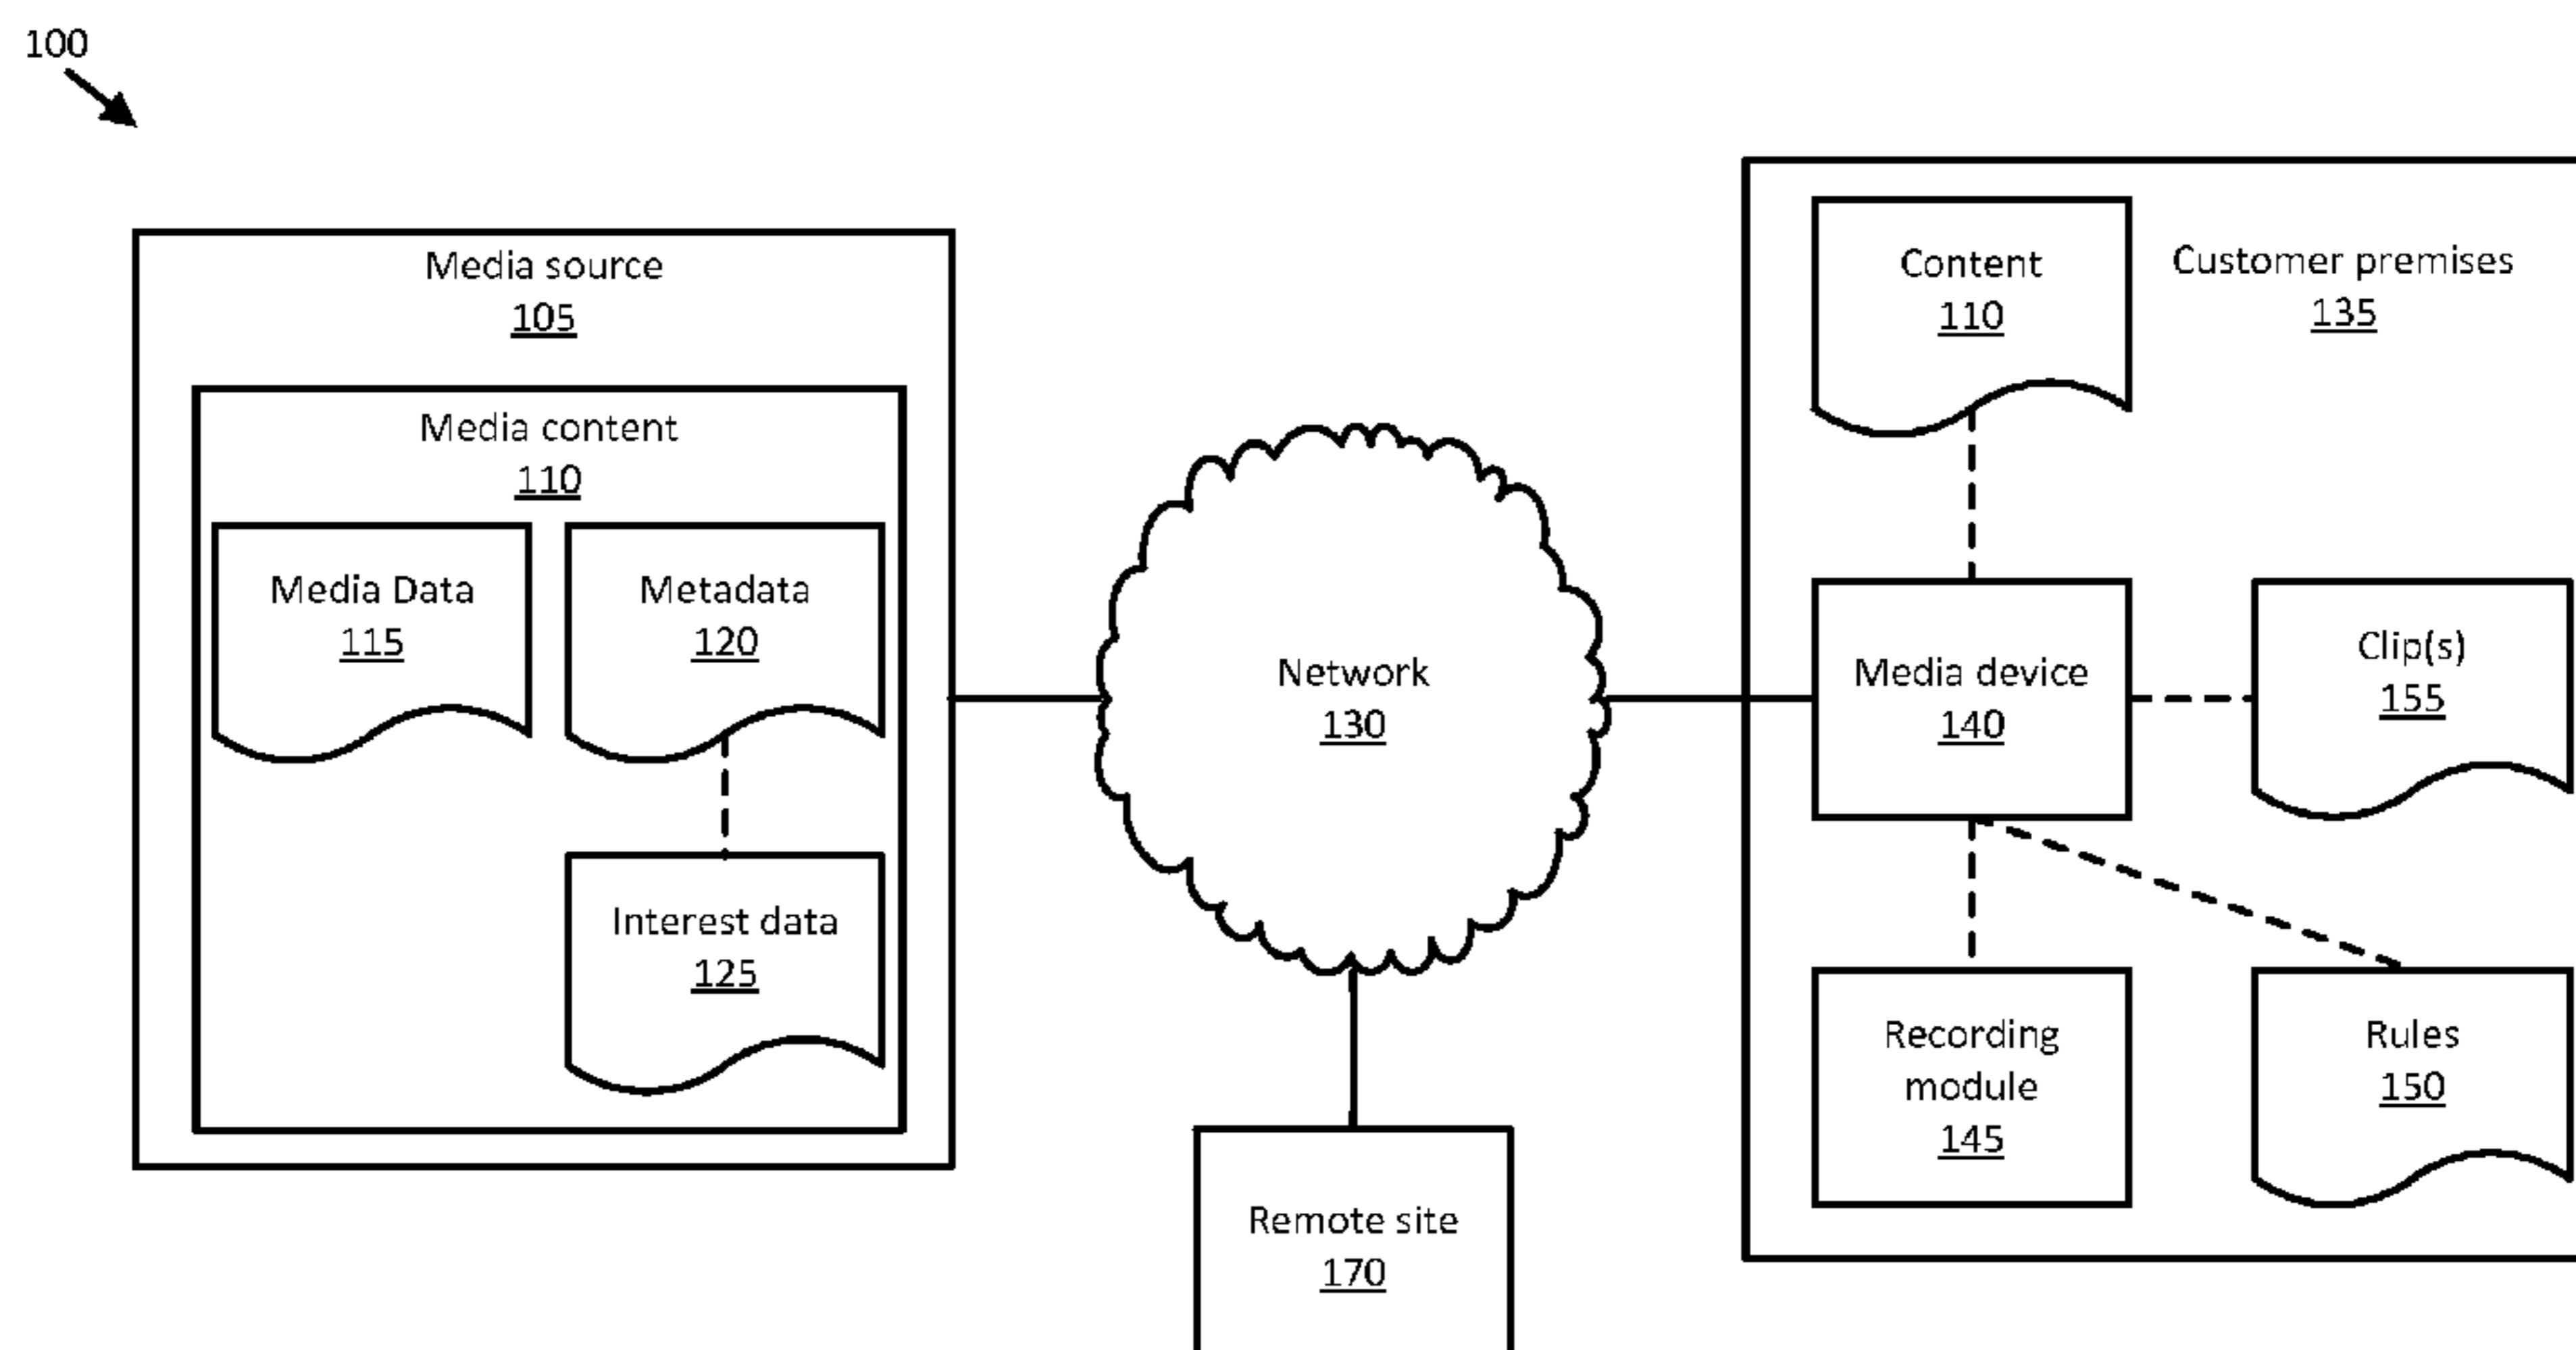 100
Media source
105
Media content
110
Media Data
115
Metadata
120
Interest data
125
Network
130
Remote site
170
Content
110
Customer premises
135
Media device
140
Clip(s)
155
Recording
module
145
Rules
150